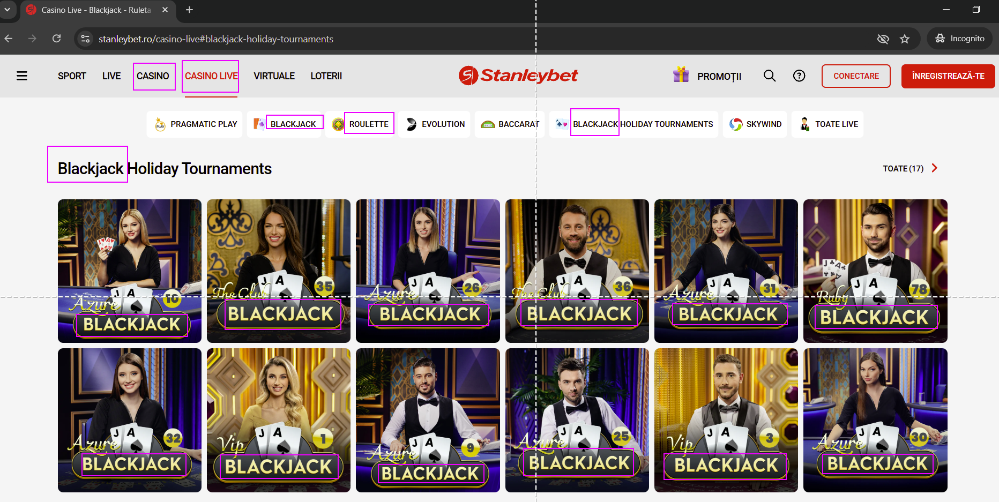 Casino Live - Blackjack - Ruleta
stanleybet.ro/casino-live#blackjack-holiday-tournaments
Incognito
SPORT LIVE CASINO CASINO LIVE VIRTUALE LOTERII Stanleybet PROMOȚII CONECTARE ÎNREGISTREAZĂ-TE
PRAGMATIC PLAY BLACKJACK ROULETTE EVOLUTION BACCARAT BLACKJACK HOLIDAY TOURNAMENTS SKYWIND TOATE LIVE
Blackjack Holiday Tournaments
TOATE (17)
Azure 10 BLACKJACK
The Club 35 BLACKJACK
Azure 26 BLACKJACK
The Club 36 BLACKJACK
Azure 31 BLACKJACK
Ruby 78 BLACKJACK
Azure 32 BLACKJACK
Vip 1 BLACKJACK
Azure 9 BLACKJACK
Azure 25 BLACKJACK
Vip 3 BLACKJACK
Azure 30 BLACKJACK